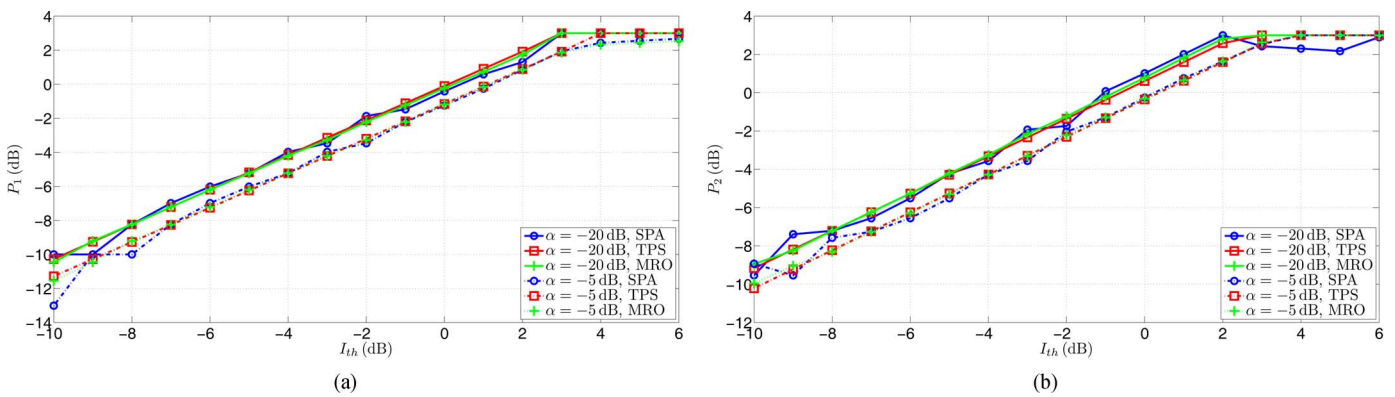 4
2
0
−2
−4
−6
−8
−10
−12
−14
P₁ (dB)
−10 −8 −6 −4 −2 0 2 4 6
I_th (dB)
α = −20 dB, SPA
α = −20 dB, TPS
α = −20 dB, MRO
α = −5 dB, SPA
α = −5 dB, TPS
α = −5 dB, MRO
(a)
4
2
0
−2
−4
−6
−8
−10
−12
P₂ (dB)
−10 −8 −6 −4 −2 0 2 4 6
I_th (dB)
α = −20 dB, SPA
α = −20 dB, TPS
α = −20 dB, MRO
α = −5 dB, SPA
α = −5 dB, TPS
α = −5 dB, MRO
(b)